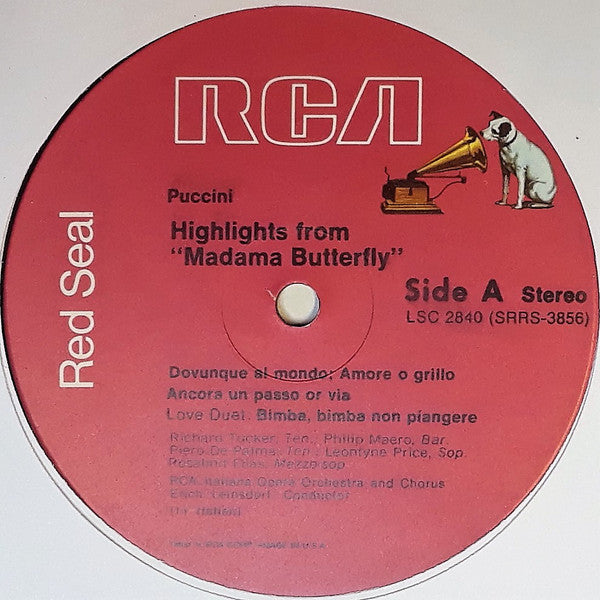 RCA
Red Seal
Puccini
Highlights from
"Madama Butterfly"
Side A Stereo
LSC 2840 (SRRS-3856)
Dovunque al mondo; Amore o grillo
Ancora un passo or via
Love Duet: Bimba, bimba non piangere
Richard Tucker, Ten.; Philip Maero, Bar.
Piero De Palma, Ten.; Leontyne Price, Sop.
Rosalind Elias, Mezzo-sop.
RCA Italiana Opera Orchestra and Chorus
Erich Leinsdorf, Conductor